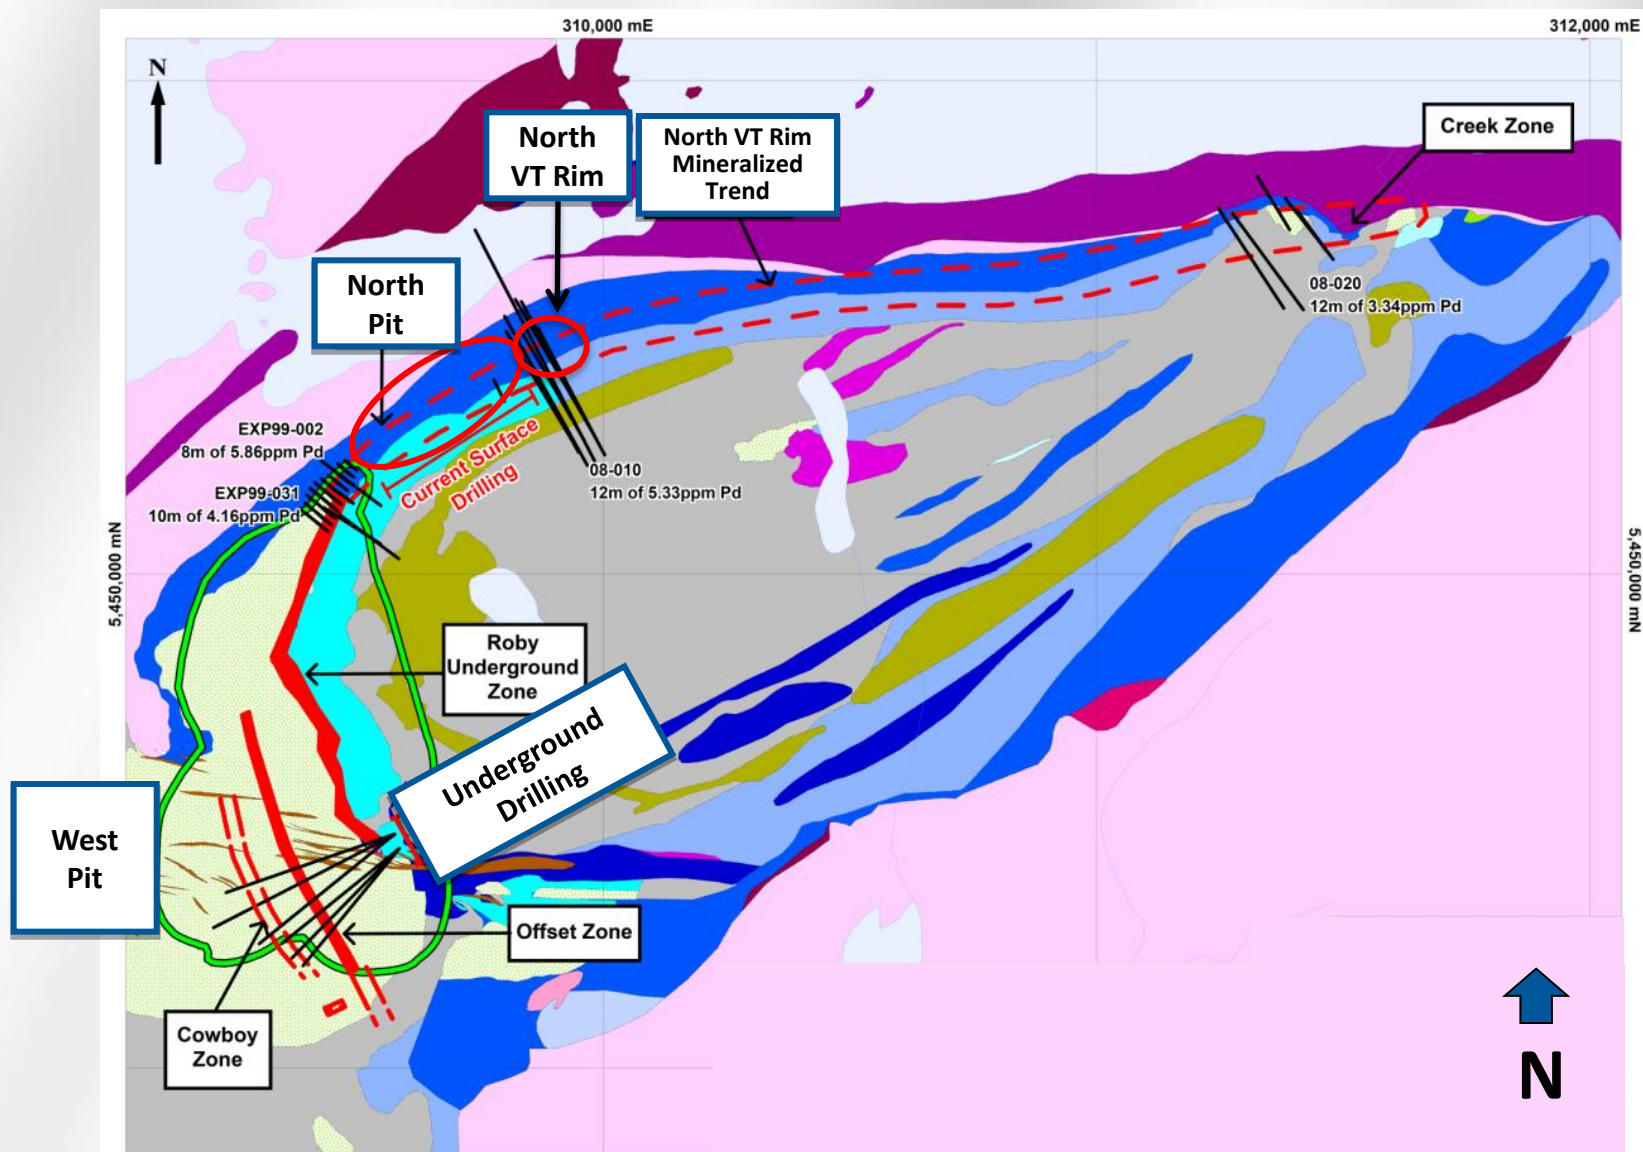 310,000 mE
312,000 mE
N
North
VT Rim
North VT Rim
Mineralized
Trend
Creek Zone
North
Pit
08-020
12m of 3.34ppm Pd
EXP99-002
8m of 5.86ppm Pd
EXP99-031
10m of 4.16ppm Pd
Current Surface
Drilling
08-010
12m of 5.33ppm Pd
5,450,000 mN
5,450,000 mN
Roby
Underground
Zone
Underground
Drilling
West
Pit
Offset Zone
Cowboy
Zone
N